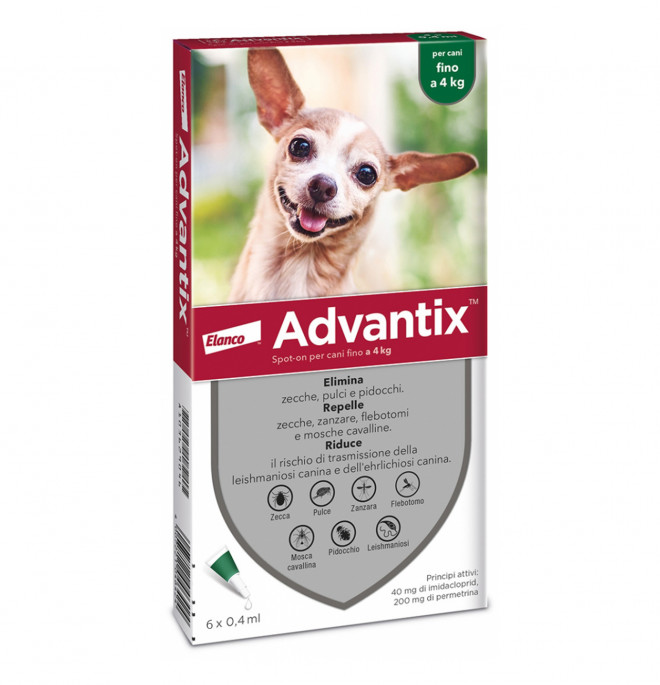 per cani
fino
a 4 kg
Advantix
Elanco
Advantix™
Spot-on per cani fino a 4 kg
Elimina
zecche, pulci e pidocchi.
Repelle
zecche, zanzare, flebotomi
e mosche cavalline.
Riduce
il rischio di trasmissione della
leishmaniosi canina e dell'ehrlichiosi canina.
Zecca
Pulce
Zanzara
Flebotomo
Mosca
cavallina
Pidocchio
Leishmaniosi
Principi attivi:
40 mg di imidacloprid,
200 mg di permetrina
6 x 0,4 ml
Elanco